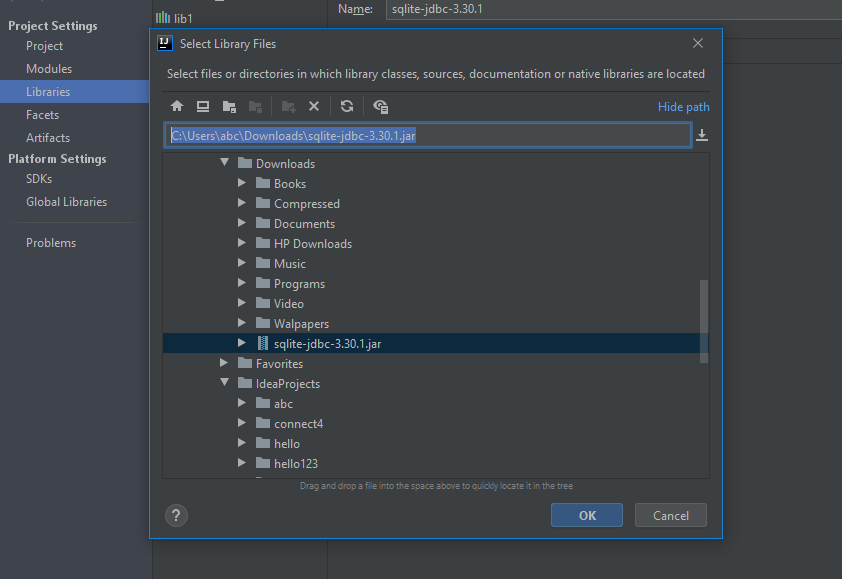 Name: sqlite-jdbc-3.30.1
lib1
Project Settings
Project
Modules
Libraries
Facets
Artifacts
Platform Settings
SDKs
Global Libraries
Problems
IJ Select Library Files
Select files or directories in which library classes, sources, documentation or native libraries are located
Hide path
C:\Users\abc\Downloads\sqlite-jdbc-3.30.1.jar
Downloads
Books
Compressed
Documents
HP Downloads
Music
Programs
Video
Walpapers
sqlite-jdbc-3.30.1.jar
Favorites
IdeaProjects
abc
connect4
hello
hello123
Drag and drop a file into the space above to quickly locate it in the tree
? OK Cancel